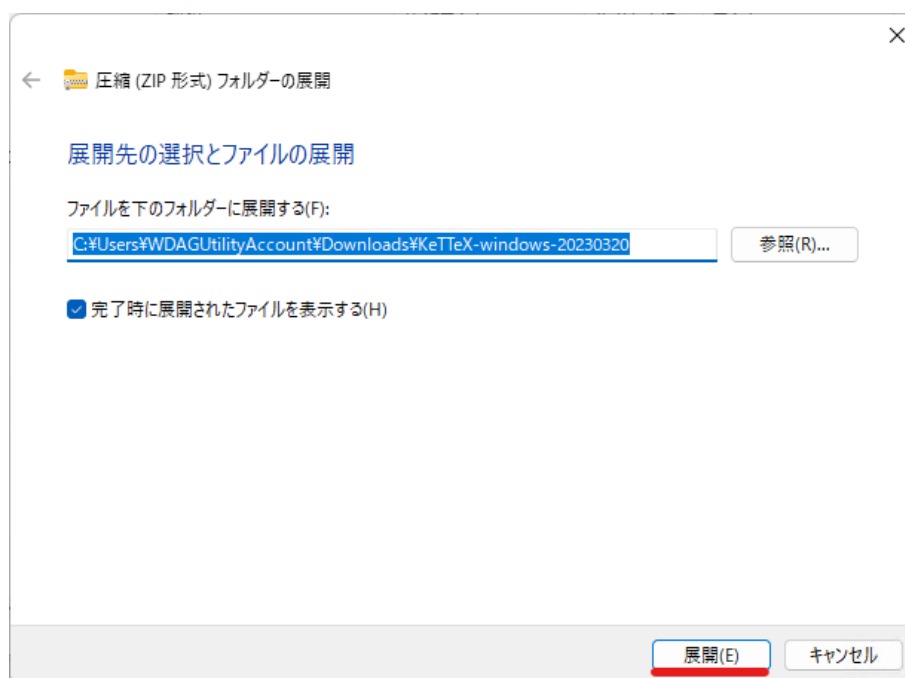 圧縮 (ZIP 形式) フォルダーの展開
展開先の選択とファイルの展開
ファイルを下のフォルダーに展開する(F):
C:¥Users¥WDAGUtilityAccount¥Downloads¥KeTTeX-windows-20230320
参照(R)...
完了時に展開されたファイルを表示する(H)
展開(E)
キャンセル